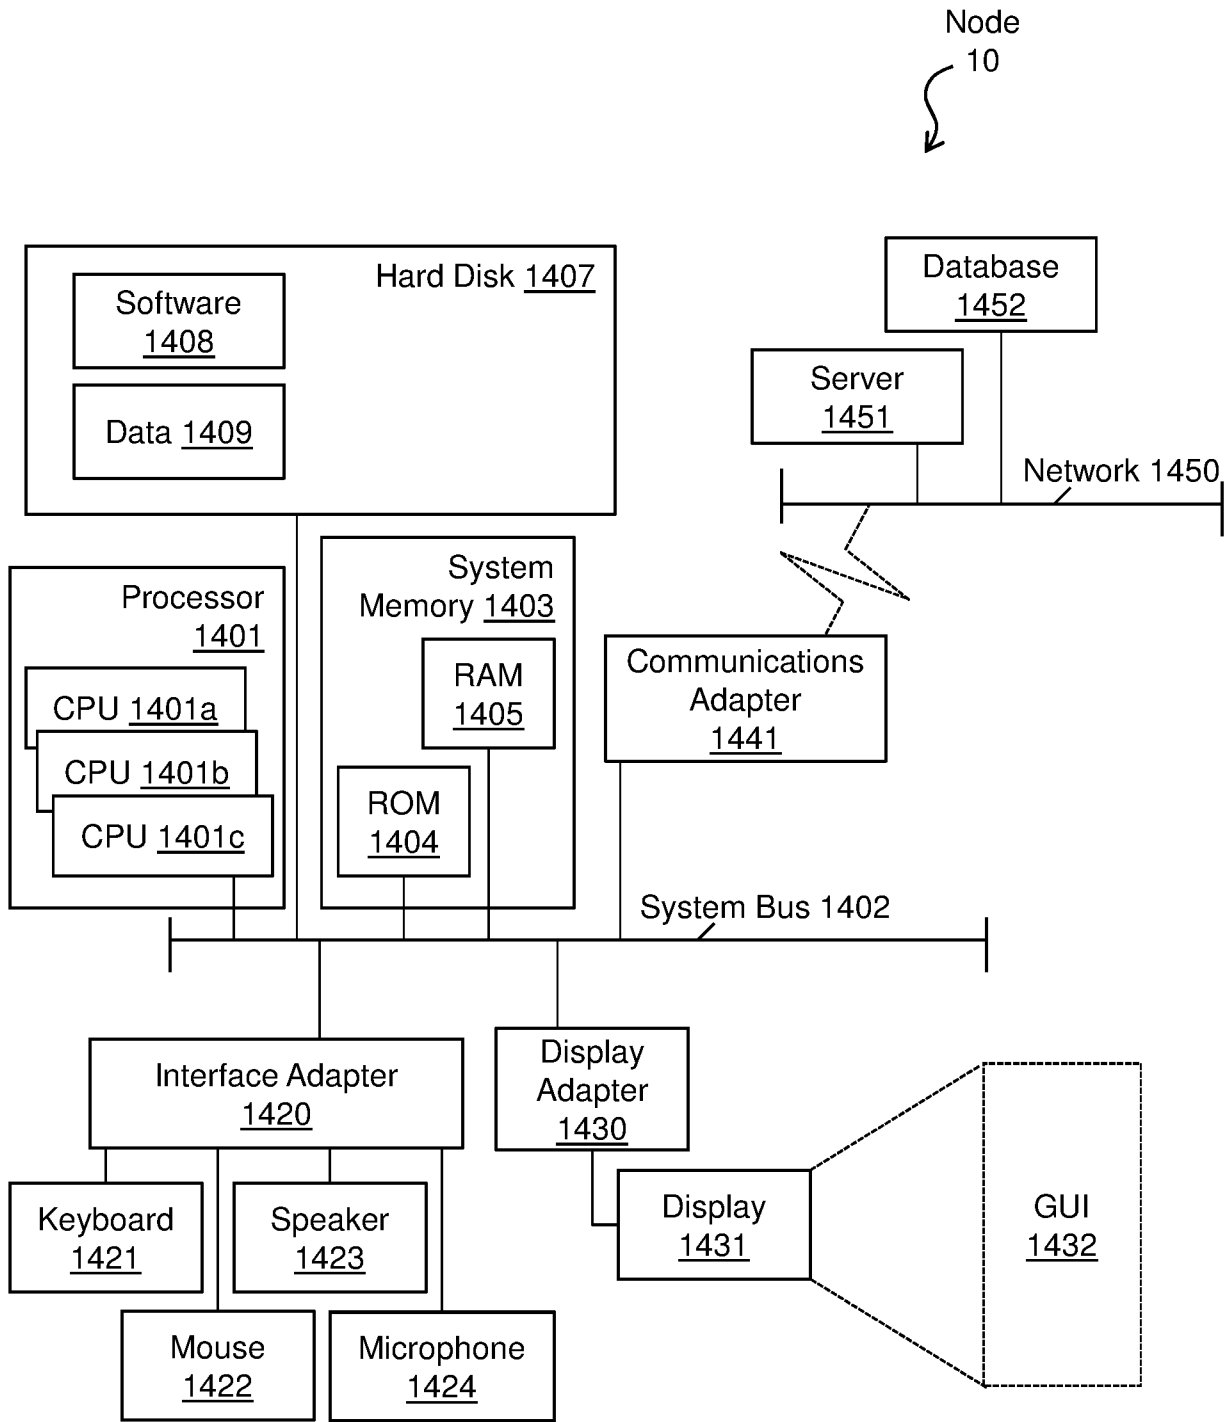 Node
10
Hard Disk 1407
Software
1408
Data 1409
Database
1452
Server
1451
Network 1450
Processor
1401
CPU 1401a
CPU 1401b
CPU 1401c
System
Memory 1403
RAM
1405
ROM
1404
Communications
Adapter
1441
System Bus 1402
Interface Adapter
1420
Display
Adapter
1430
Keyboard
1421
Speaker
1423
Mouse
1422
Microphone
1424
Display
1431
GUI
1432